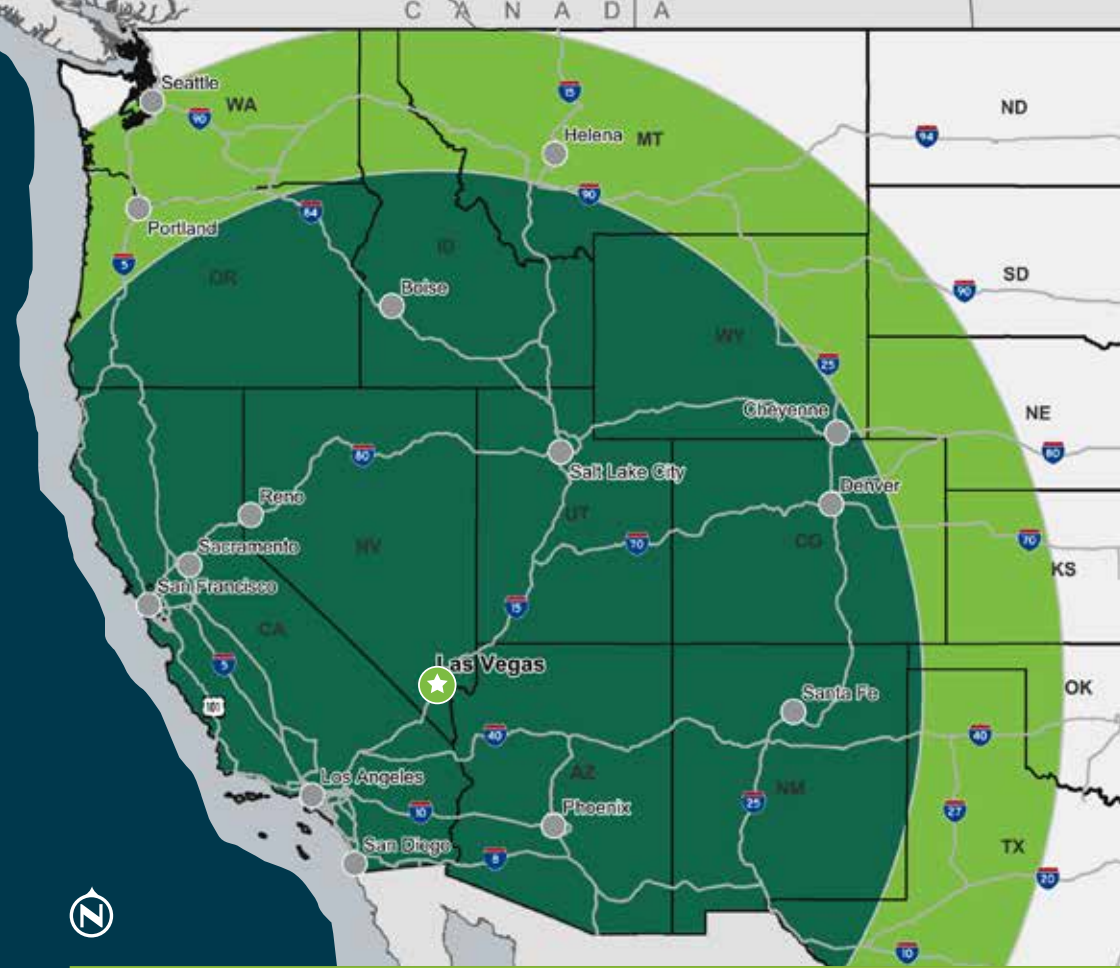 C A N A D A
Seattle
WA
90
15
ND
94
Helena
MT
90
84
Portland
5
ID
OR
SD
Boise
90
WY
25
Cheyenne
NE
80
80
Salt Lake City
Denver
Reno
UT
CO
70
70
NV
Sacramento
KS
San Francisco
15
CA
5
Las Vegas
OK
Santa Fe
101
40
40
Los Angeles
AZ
NM
10
Phoenix
25
27
San Diego
8
TX
20
N
10